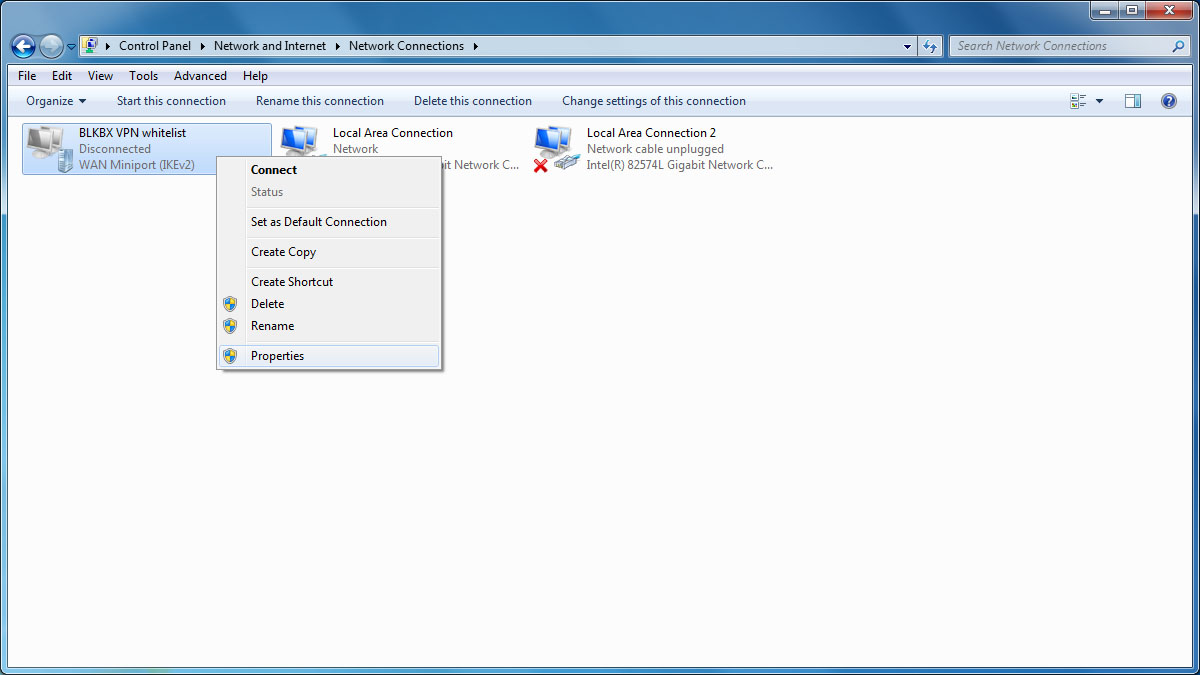 Control Panel Network and Internet Network Connections Search Network Connections
File Edit View Tools Advanced Help
Organize Start this connection Rename this connection Delete this connection Change settings of this connection
BLKBX VPN whitelist
Disconnected
WAN Miniport (IKEv2)
Local Area Connection
Network
bit Network C...
Local Area Connection 2
Network cable unplugged
Intel(R) 82574L Gigabit Network C...
Connect
Status
Set as Default Connection
Create Copy
Create Shortcut
Delete
Rename
Properties